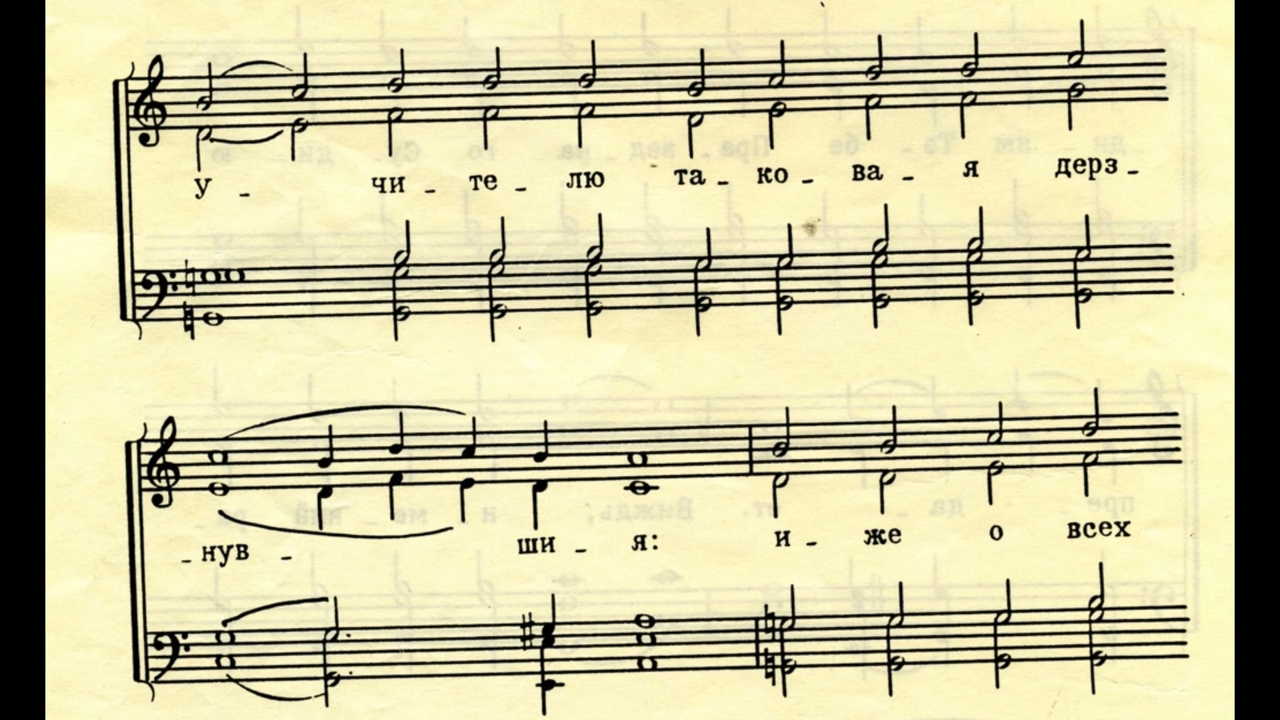 у - чи - те - лю та - ко - ва - я дерз -
- нув - ши - я: и - же о всех